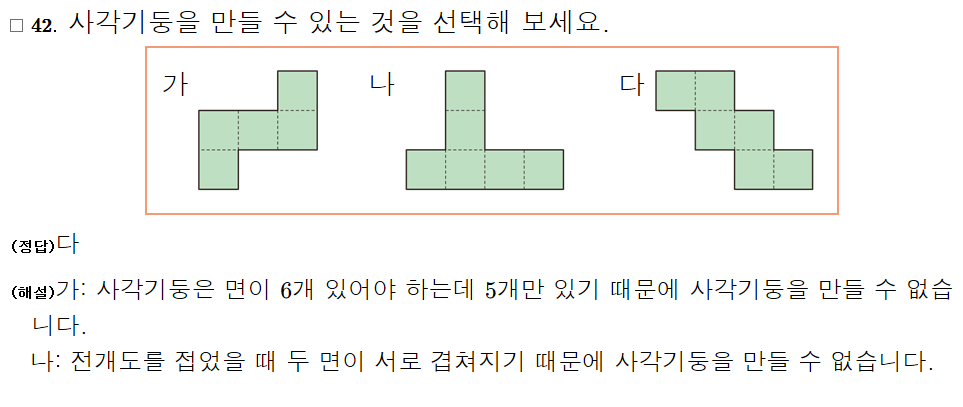 □ 42. 사각기둥을 만들 수 있는 것을 선택해 보세요.
가 나 다
(정답)다
(해설)가: 사각기둥은 면이 6개 있어야 하는데 5개만 있기 때문에 사각기둥을 만들 수 없습
니다.
나: 전개도를 접었을 때 두 면이 서로 겹쳐지기 때문에 사각기둥을 만들 수 없습니다.